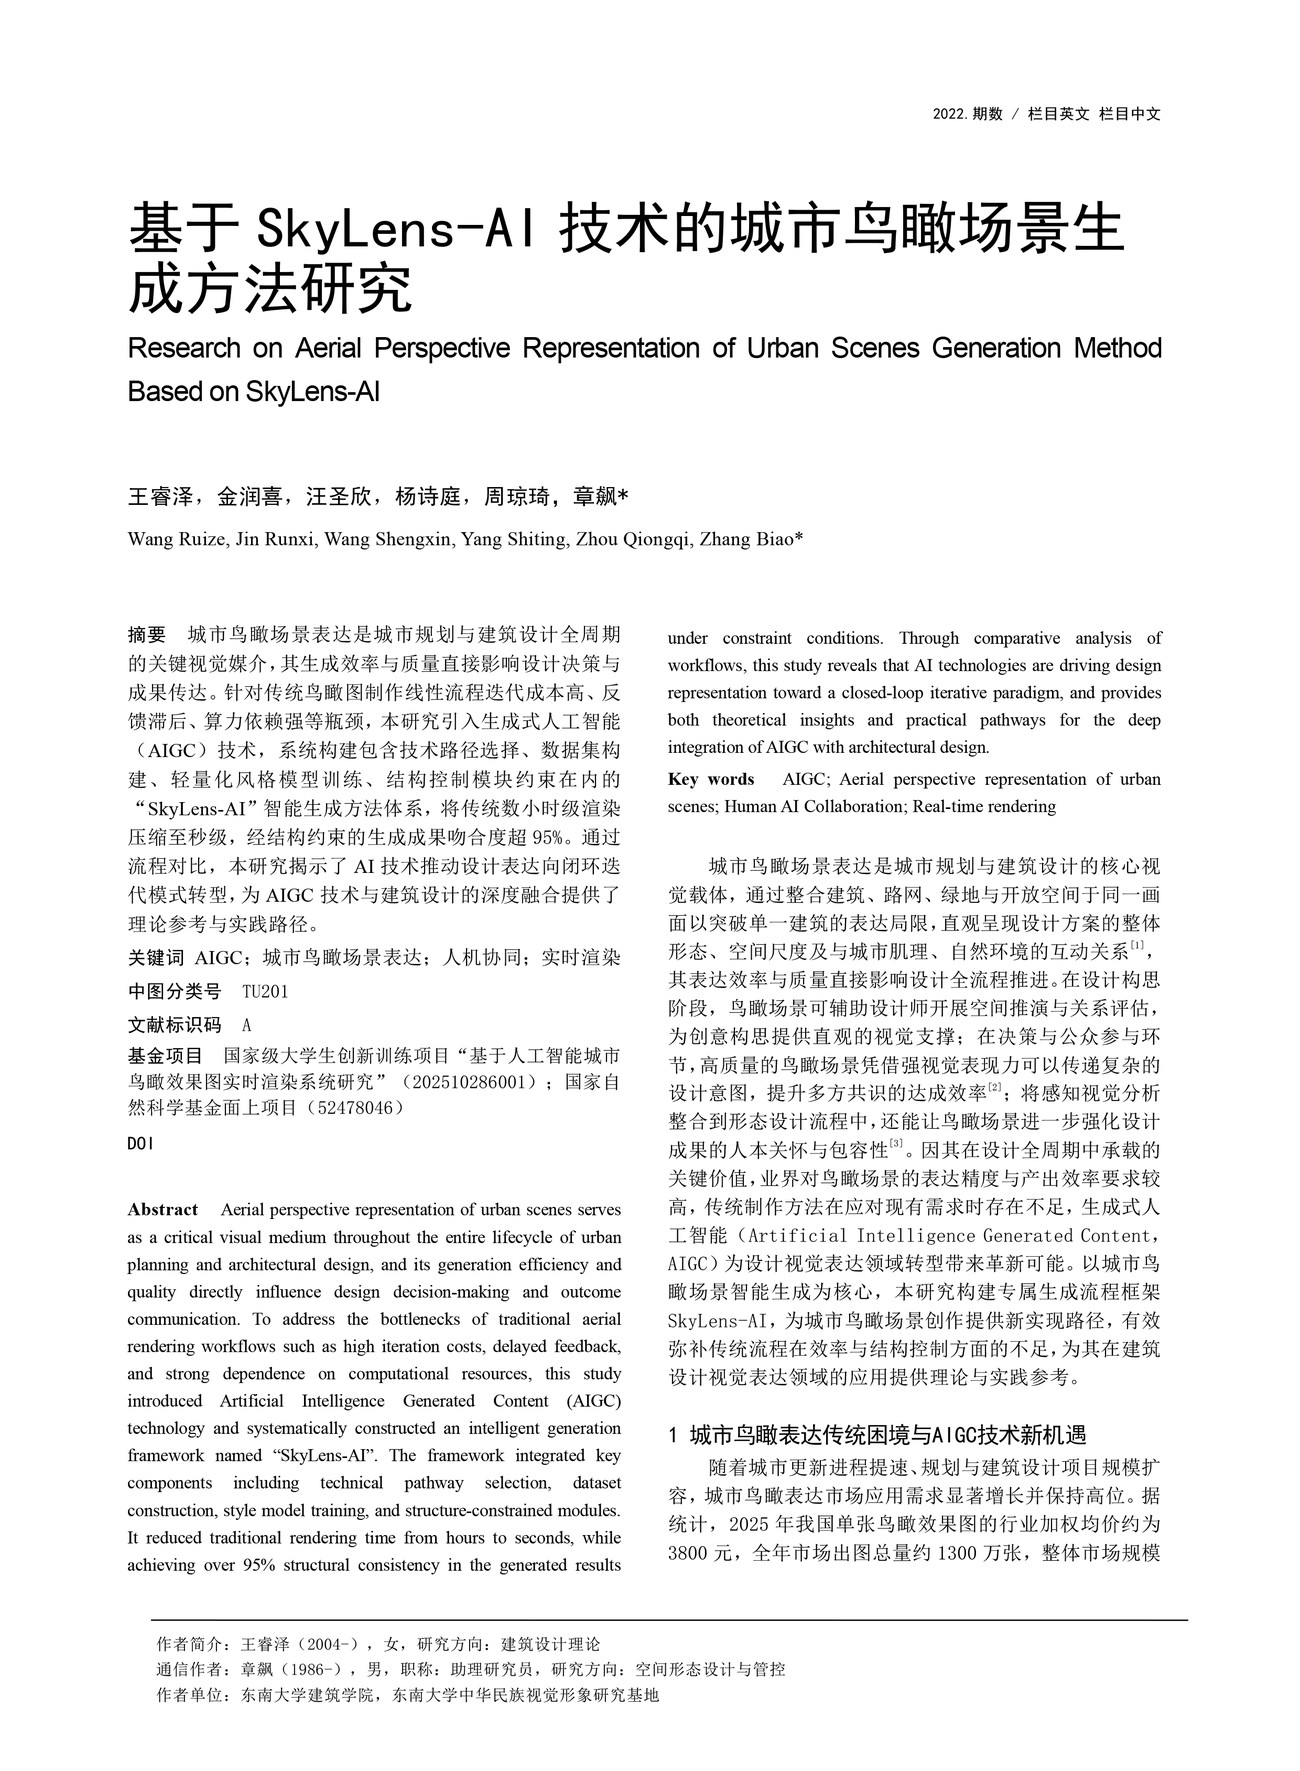 2022.期数 / 栏目英文 栏目中文
基于 SkyLens-AI 技术的城市鸟瞰场景生
成方法研究
Research on Aerial Perspective Representation of Urban Scenes Generation Method
Based on SkyLens-AI
王睿泽，金润喜，汪圣欣，杨诗庭，周琼琦，章飙*
Wang Ruize, Jin Runxi, Wang Shengxin, Yang Shiting, Zhou Qiongqi, Zhang Biao*
摘要 城市鸟瞰场景表达是城市规划与建筑设计全周期
的关键视觉媒介，其生成效率与质量直接影响设计决策与
成果传达。针对传统鸟瞰图制作线性流程迭代成本高、反
馈滞后、算力依赖强等瓶颈，本研究引入生成式人工智能
（AIGC）技术，系统构建包含技术路径选择、数据集构
建、轻量化风格模型训练、结构控制模块约束在内的
“SkyLens-AI”智能生成方法体系，将传统数小时级渲染
压缩至秒级，经结构约束的生成成果吻合度超 95%。通过
流程对比，本研究揭示了 AI 技术推动设计表达向闭环迭
代模式转型，为 AIGC 技术与建筑设计的深度融合提供了
理论参考与实践路径。
关键词 AIGC；城市鸟瞰场景表达；人机协同；实时渲染
中图分类号 TU201
文献标识码 A
基金项目 国家级大学生创新训练项目“基于人工智能城市
鸟瞰效果图实时渲染系统研究”（202510286001）；国家自
然科学基金面上项目（52478046）
DOI
Abstract Aerial perspective representation of urban scenes serves
as a critical visual medium throughout the entire lifecycle of urban
planning and architectural design, and its generation efficiency and
quality directly influence design decision-making and outcome
communication. To address the bottlenecks of traditional aerial
rendering workflows such as high iteration costs, delayed feedback,
and strong dependence on computational resources, this study
introduced Artificial Intelligence Generated Content (AIGC)
technology and systematically constructed an intelligent generation
framework named “SkyLens-AI”. The framework integrated key
components including technical pathway selection, dataset
construction, style model training, and structure-constrained modules.
It reduced traditional rendering time from hours to seconds, while
achieving over 95% structural consistency in the generated results
under constraint conditions. Through comparative analysis of
workflows, this study reveals that AI technologies are driving design
representation toward a closed-loop iterative paradigm, and provides
both theoretical insights and practical pathways for the deep
integration of AIGC with architectural design.
Key words AIGC; Aerial perspective representation of urban
scenes; Human AI Collaboration; Real-time rendering
城市鸟瞰场景表达是城市规划与建筑设计的核心视
觉载体，通过整合建筑、路网、绿地与开放空间于同一画
面以突破单一建筑的表达局限，直观呈现设计方案的整体
形态、空间尺度及与城市肌理、自然环境的互动关系[1]，
其表达效率与质量直接影响设计全流程推进。在设计构思
阶段，鸟瞰场景可辅助设计师开展空间推演与关系评估，
为创意构思提供直观的视觉支撑；在决策与公众参与环
节，高质量的鸟瞰场景凭借强视觉表现力可以传递复杂的
设计意图，提升多方共识的达成效率[2]；将感知视觉分析
整合到形态设计流程中，还能让鸟瞰场景进一步强化设计
成果的人本关怀与包容性[3]。因其在设计全周期中承载的
关键价值，业界对鸟瞰场景的表达精度与产出效率要求较
高，传统制作方法在应对现有需求时存在不足，生成式人
工智能（Artificial Intelligence Generated Content，
AIGC）为设计视觉表达领域转型带来革新可能。以城市鸟
瞰场景智能生成为核心，本研究构建专属生成流程框架
SkyLens-AI，为城市鸟瞰场景创作提供新实现路径，有效
弥补传统流程在效率与结构控制方面的不足，为其在建筑
设计视觉表达领域的应用提供理论与实践参考。
1 城市鸟瞰表达传统困境与AIGC技术新机遇
随着城市更新进程提速、规划与建筑设计项目规模扩
容，城市鸟瞰表达市场应用需求显著增长并保持高位。据
统计，2025 年我国单张鸟瞰效果图的行业加权均价约为
3800 元，全年市场出图总量约 1300 万张，整体市场规模
作者简介：王睿泽（2004-），女，研究方向：建筑设计理论
通信作者：章飙（1986-），男，职称：助理研究员，研究方向：空间形态设计与管控
作者单位：东南大学建筑学院，东南大学中华民族视觉形象研究基地